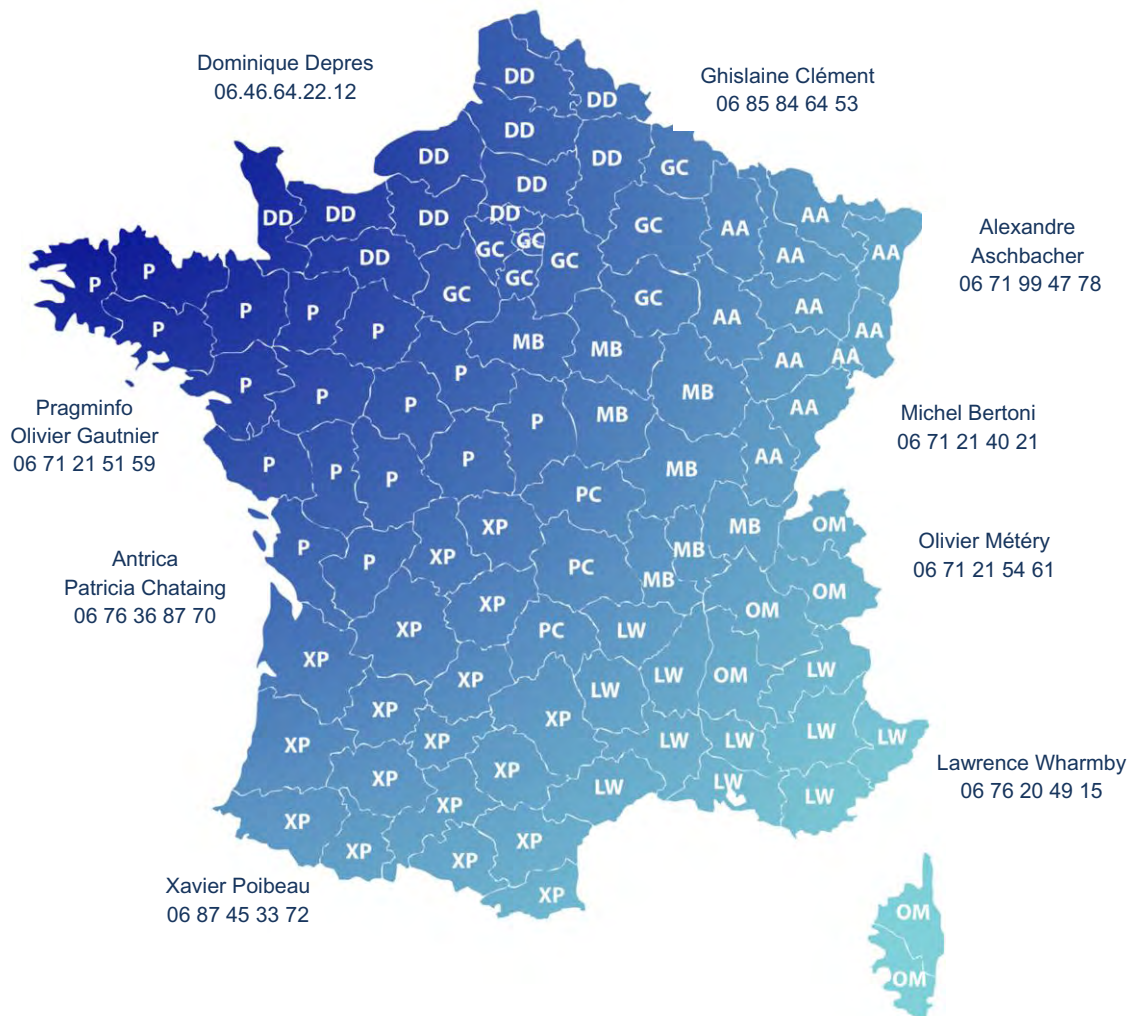 Dominique Depres
06.46.64.22.12
Ghislaine Clément
06 85 84 64 53
Alexandre
Aschbacher
06 71 99 47 78
Pragminfo
Olivier Gautnier
06 71 21 51 59
Michel Bertoni
06 71 21 40 21
Antrica
Patricia Chataing
06 76 36 87 70
Olivier Météry
06 71 21 54 61
Lawrence Wharmby
06 76 20 49 15
Xavier Poibeau
06 87 45 33 72
DD
DD
DD
DD
DD
GC
DD
AA
AA
AA
DD
DD
DD
DD
GC
GC
GC
GC
AA
DD
GC
GC
GC
AA
AA
AA
AA
AA
P
P
P
P
P
P
MB
MB
P
P
P
P
P
MB
MB
AA
AA
P
P
P
P
MB
PC
MB
OM
P
P
XP
XP
PC
MB
MB
OM
OM
XP
XP
XP
PC
LW
XP
XP
LW
LW
OM
LW
XP
XP
XP
XP
LW
LW
LW
LW
XP
XP
XP
LW
LW
LW
XP
XP
XP
XP
XP
OM
OM